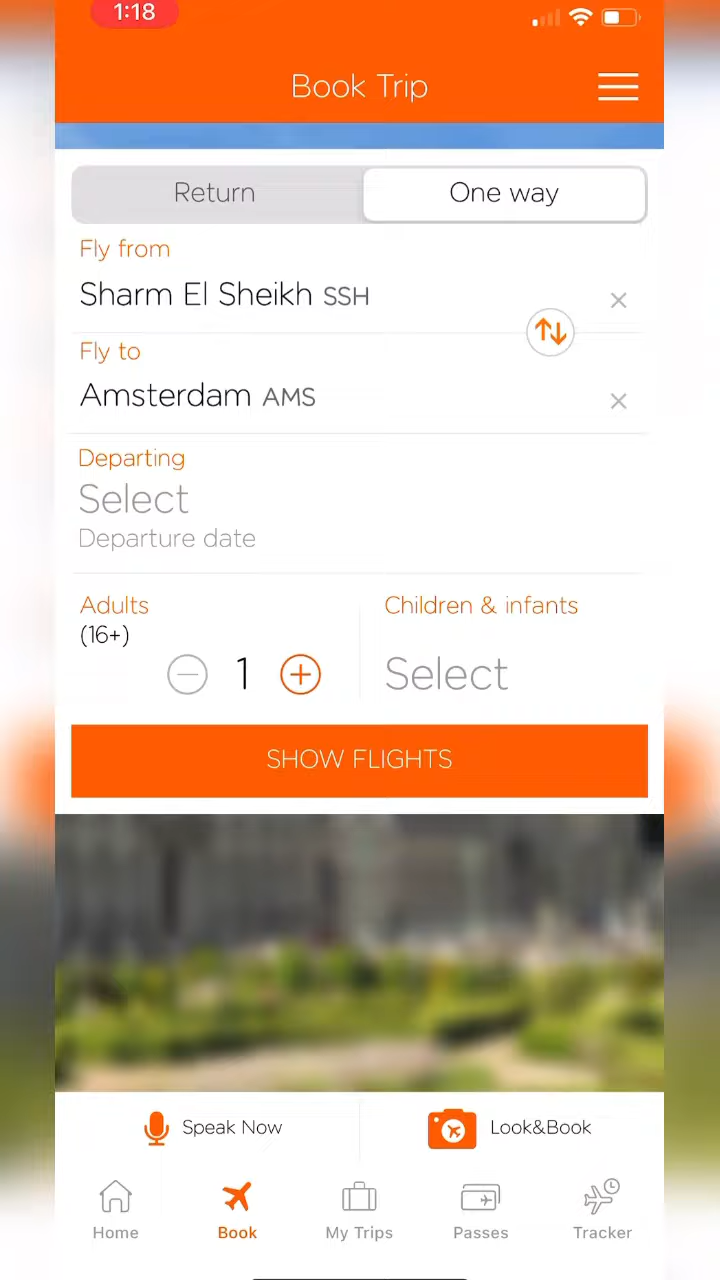 1:18
Book Trip
Return One way
Fly from
Sharm El Sheikh SSH
Fly to
Amsterdam AMS
Departing
Select
Departure date
Adults Children & infants
(16+)
1 Select
SHOW FLIGHTS
Speak Now Look&Book
Home Book My Trips Passes Tracker